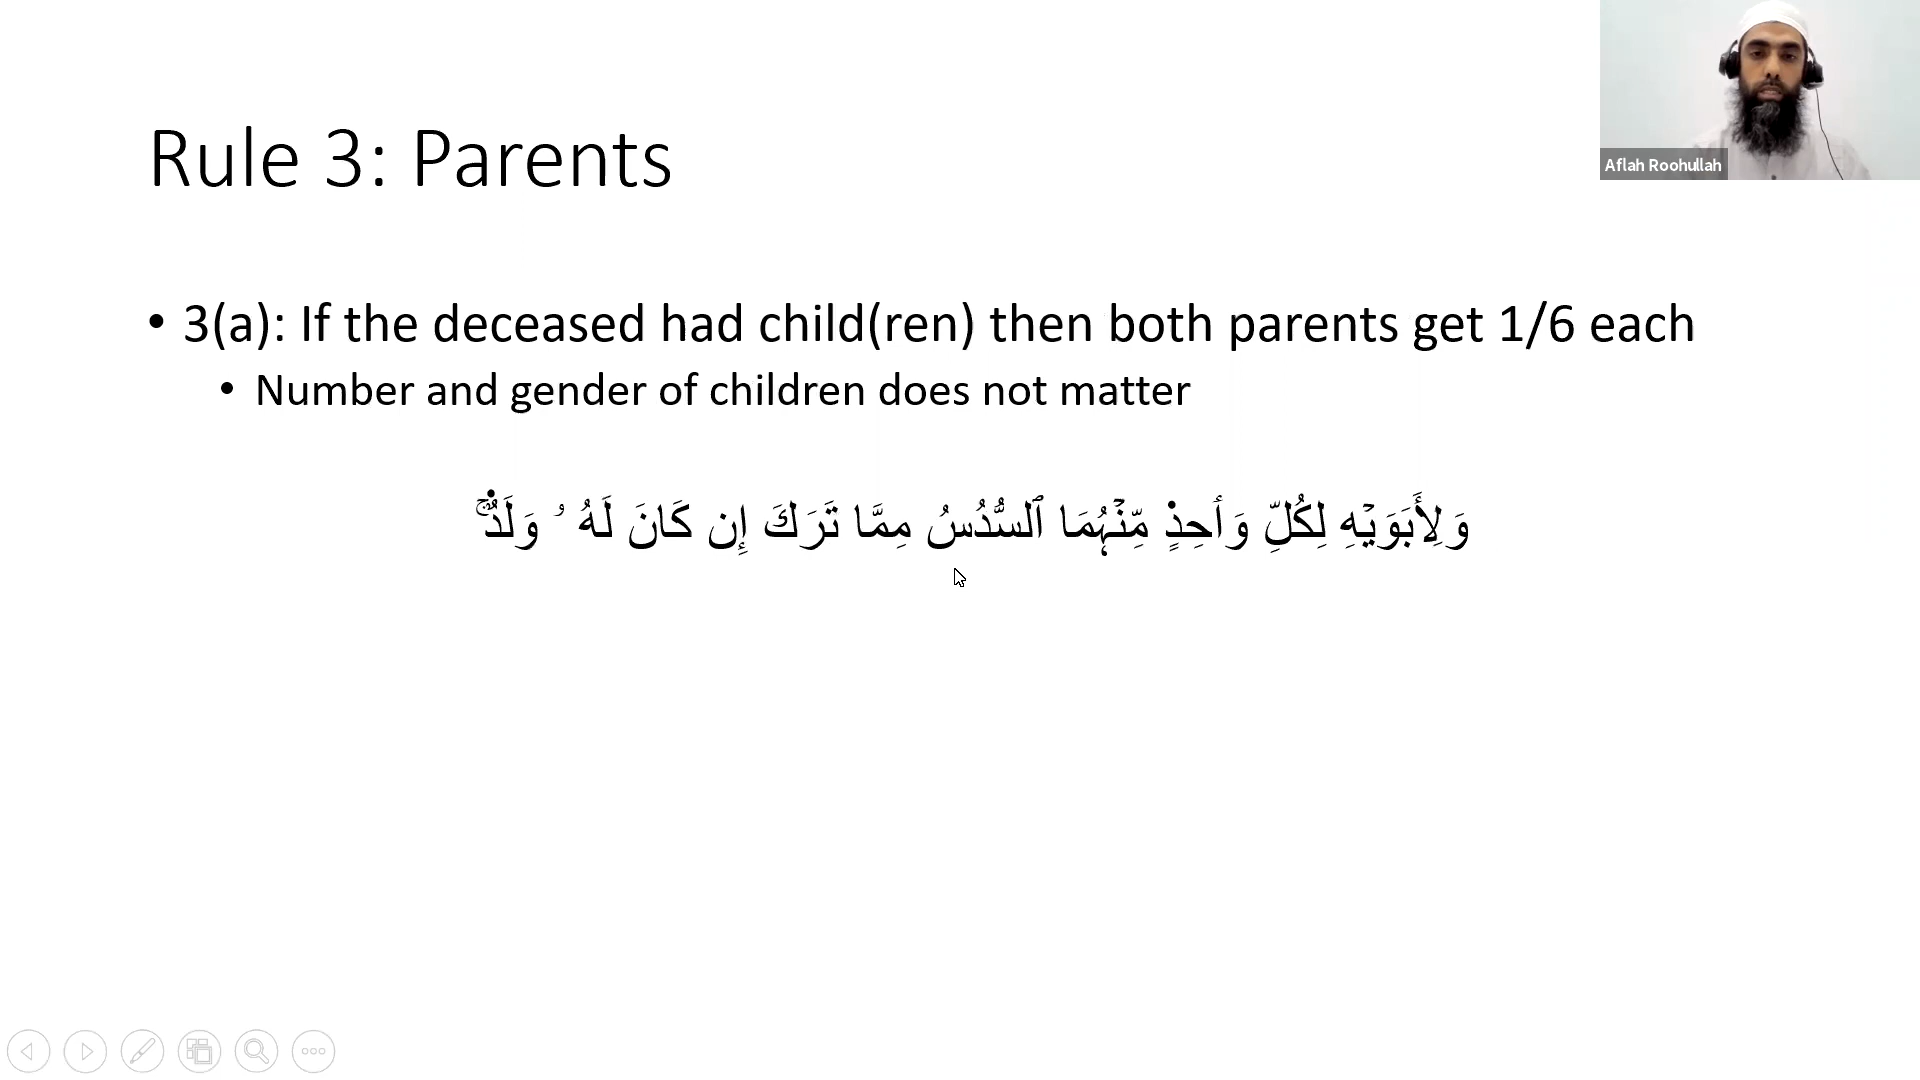 Aflah Roohullah
Rule 3: Parents
• 3(a): If the deceased had child(ren) then both parents get 1/6 each
• Number and gender of children does not matter
وَلِأَبَوَيۡهِ لِكُلِّ وَٲحِدٍ۬ مِّنۡہُمَا ٱلسُّدُسُ مِمَّا تَرَكَ إِن كَانَ لَهُ ۥ وَلَدٌ۬‌ۚ